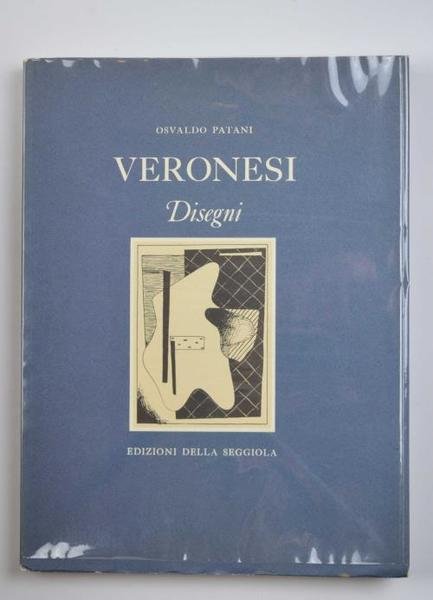 OSVALDO PATANI
VERONESI
Disegni
EDIZIONI DELLA SEGGIOLA